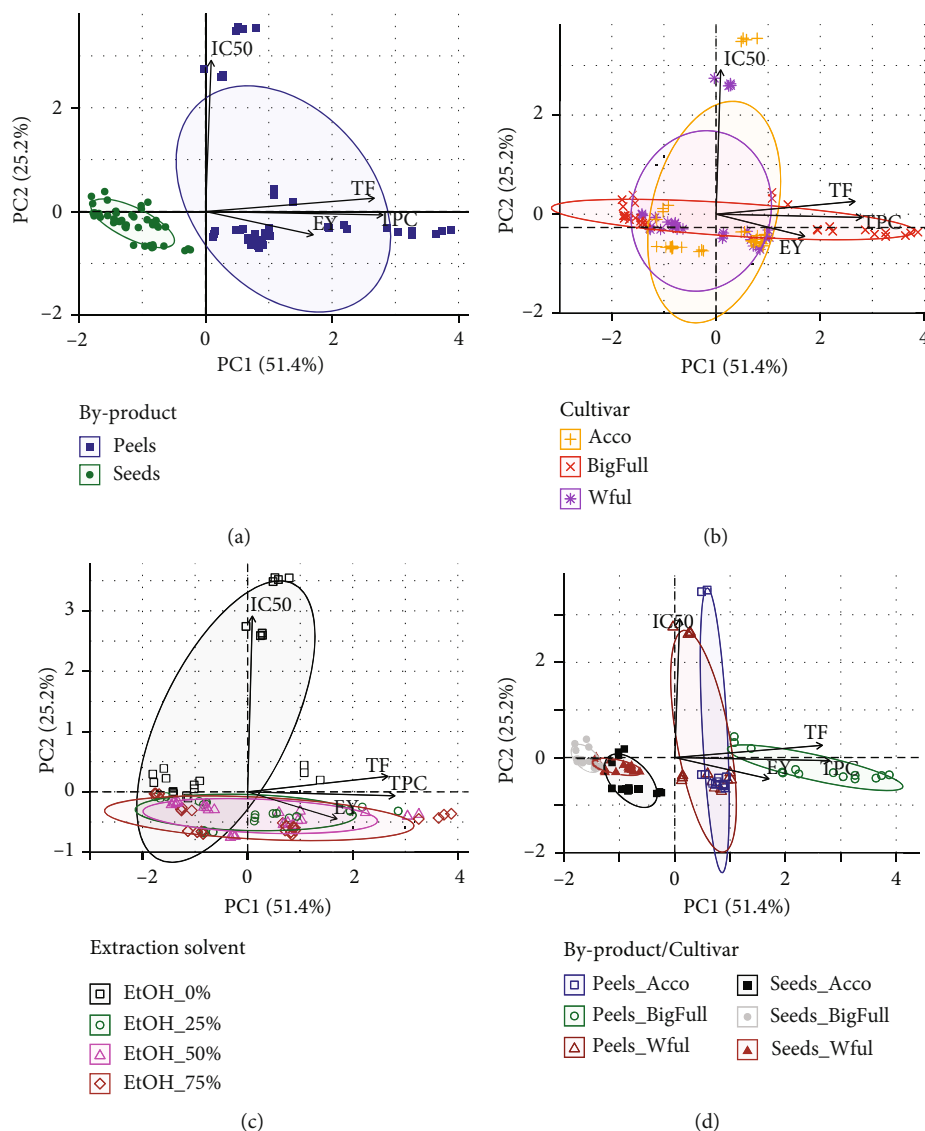 IC50
2
0
−2
TF
EY
TPC
PC2 (25.2%)
−2
0
2
4
PC1 (51.4%)
By-product
Peels
Seeds
(a)
IC50
2
0
−2
TF
TPC
EY
PC2 (25.2%)
−2
0
2
4
PC1 (51.4%)
Cultivar
Acco
BigFull
Wful
(b)
IC50
3
2
1
0
−1
TF
TPC
EY
PC2 (25.2%)
−2
0
2
4
PC1 (51.4%)
Extraction solvent
EtOH_0%
EtOH_25%
EtOH_50%
EtOH_75%
(c)
IC50
2
0
−2
TF
EY
TPC
PC2 (25.2%)
−2
0
2
4
PC1 (51.4%)
By-product/Cultivar
Peels_Acco
Seeds_Acco
Peels_BigFull
Seeds_BigFull
Peels_Wful
Seeds_Wful
(d)